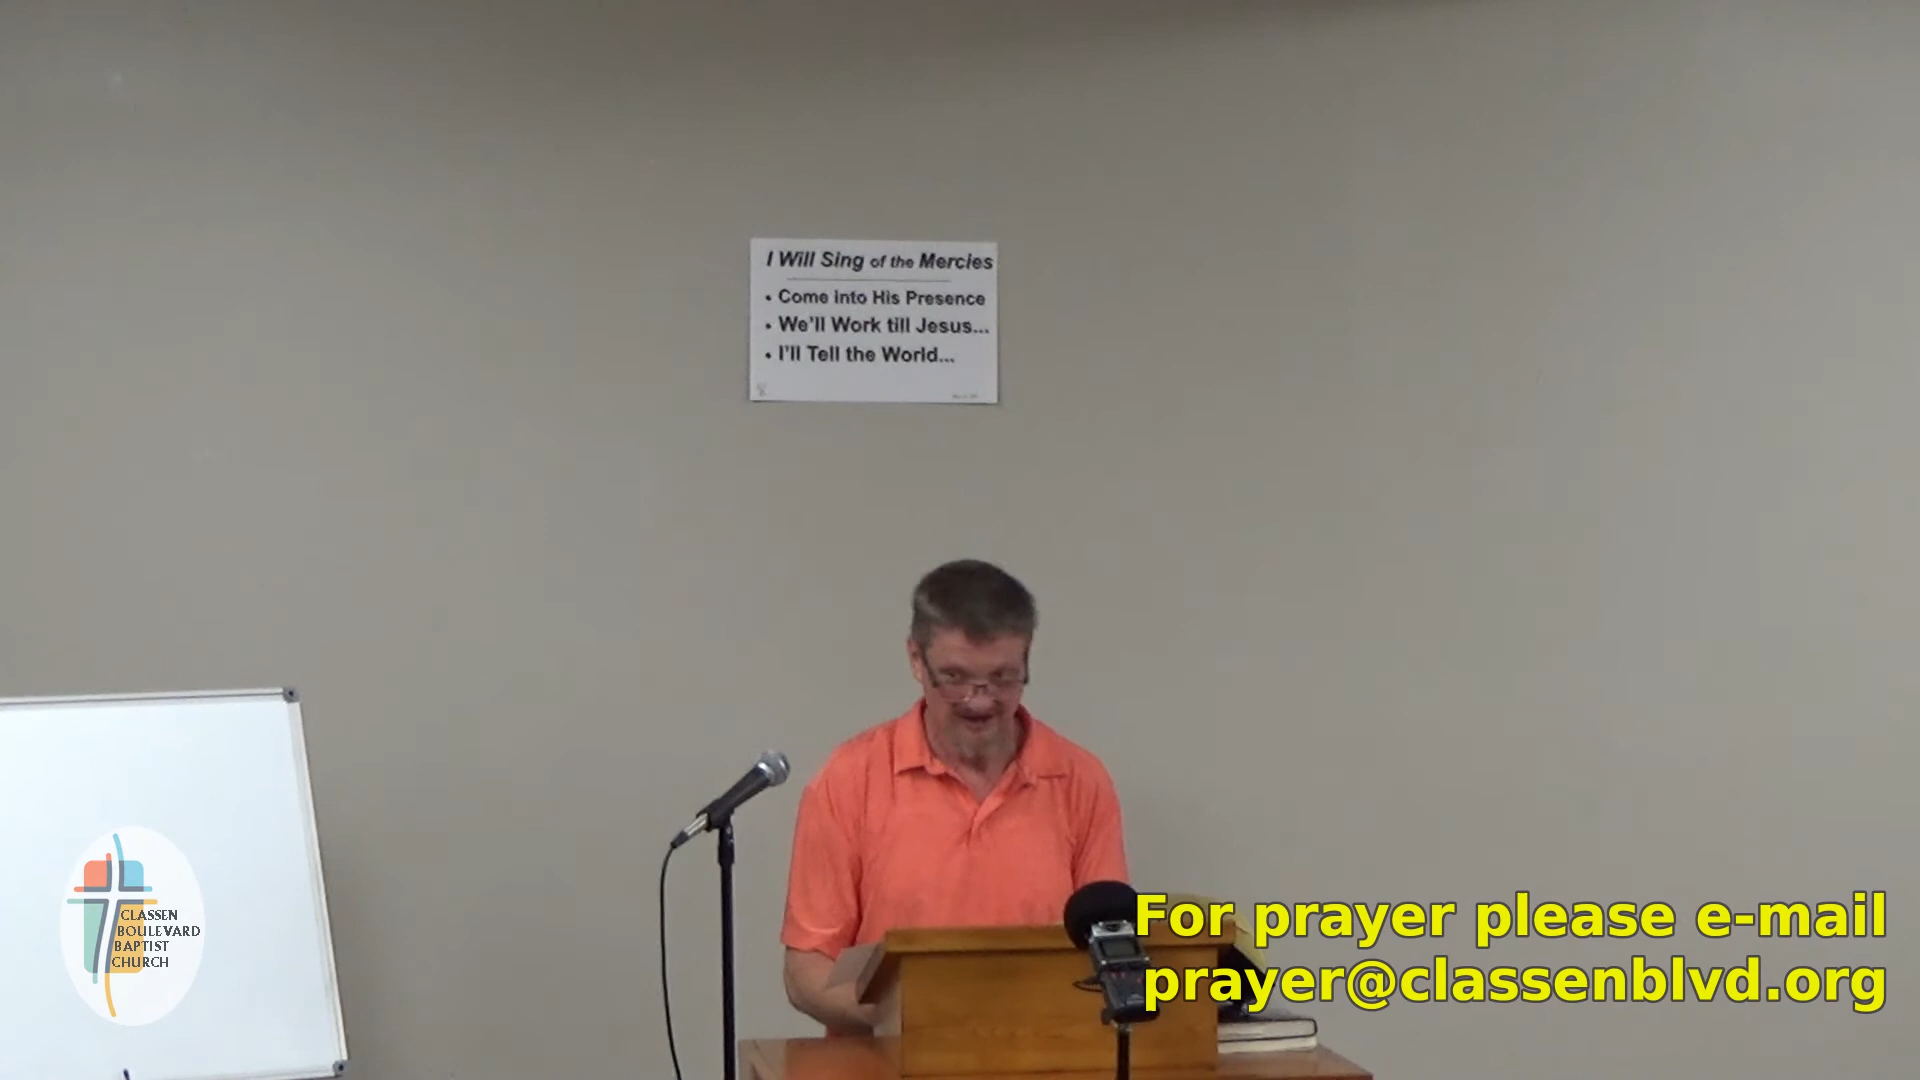 I Will Sing of the Mercies
• Come into His Presence
• We'll Work till Jesus...
• I'll Tell the World...
CLASSEN
BOULEVARD
BAPTIST
CHURCH
For prayer please e-mail
prayer@classenblvd.org